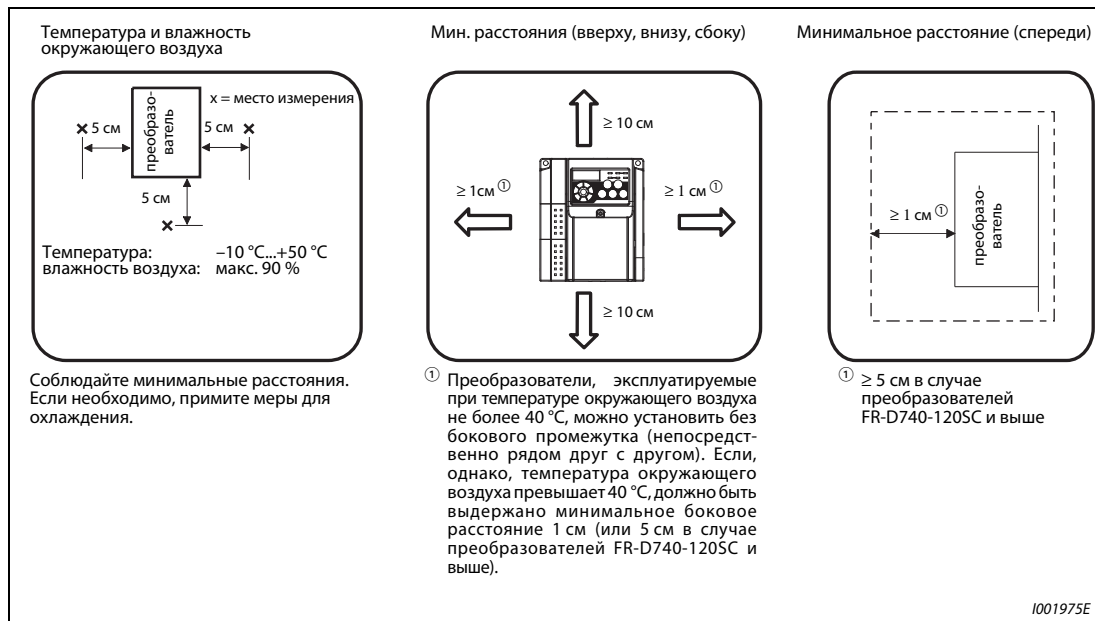 Температура и влажность
окружающего воздуха
x = место измерения
преобразо-
ватель
5 см
5 см
5 см
Температура: –10 °C...+50 °C
влажность воздуха: макс. 90 %
Соблюдайте минимальные расстояния.
Если необходимо, примите меры для
охлаждения.
Мин. расстояния (вверху, внизу, сбоку)
≥ 10 см
≥ 1см ①
≥ 1 см ①
≥ 10 см
① Преобразователи, эксплуатируемые
при температуре окружающего воздуха
не более 40 °C, можно установить без
бокового промежутка (непосредст-
венно рядом друг с другом). Если,
однако, температура окружающего
воздуха превышает 40 °C, должно быть
выдержано минимальное боковое
расстояние 1 см (или 5 см в случае
преобразователей FR-D740-120SC и
выше).
Минимальное расстояние (спереди)
≥ 1 см ①
преобразо-
ватель
① ≥ 5 см в случае
преобразователей
FR-D740-120SC и выше
I001975E